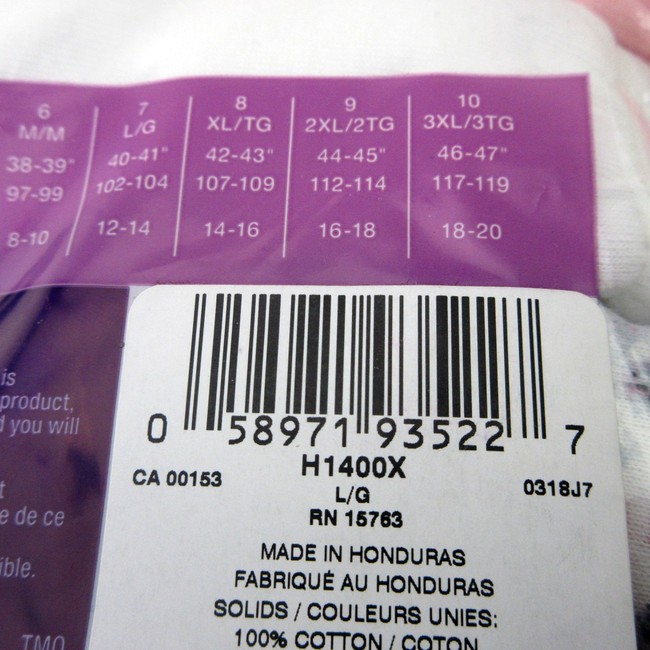 6 7 8 9 10
M/M L/G XL/TG 2XL/2TG 3XL/3TG
38-39" 40-41" 42-43" 44-45" 46-47"
97-99 102-104 107-109 112-114 117-119
8-10 12-14 14-16 16-18 18-20
is
product,
you will
e de ce
TMO
0 58971 93522 7
H1400X
CA 00153 L/G 0318J7
RN 15763
MADE IN HONDURAS
FABRIQUÉ AU HONDURAS
SOLIDS / COULEURS UNIES:
100% COTTON / COTON